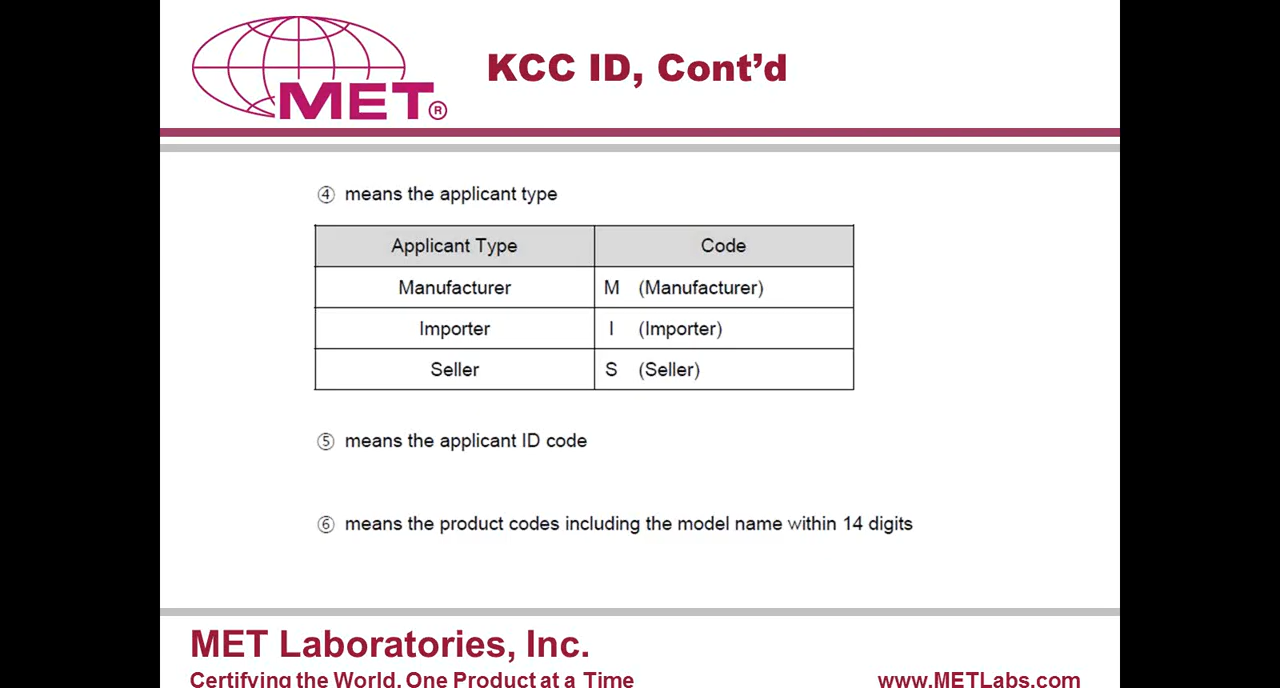 MET®
KCC ID, Cont’d
④ means the applicant type
Applicant Type Code
Manufacturer M (Manufacturer)
Importer I (Importer)
Seller S (Seller)
⑤ means the applicant ID code
⑥ means the product codes including the model name within 14 digits
MET Laboratories, Inc.
Certifying the World, One Product at a Time www.METLabs.com